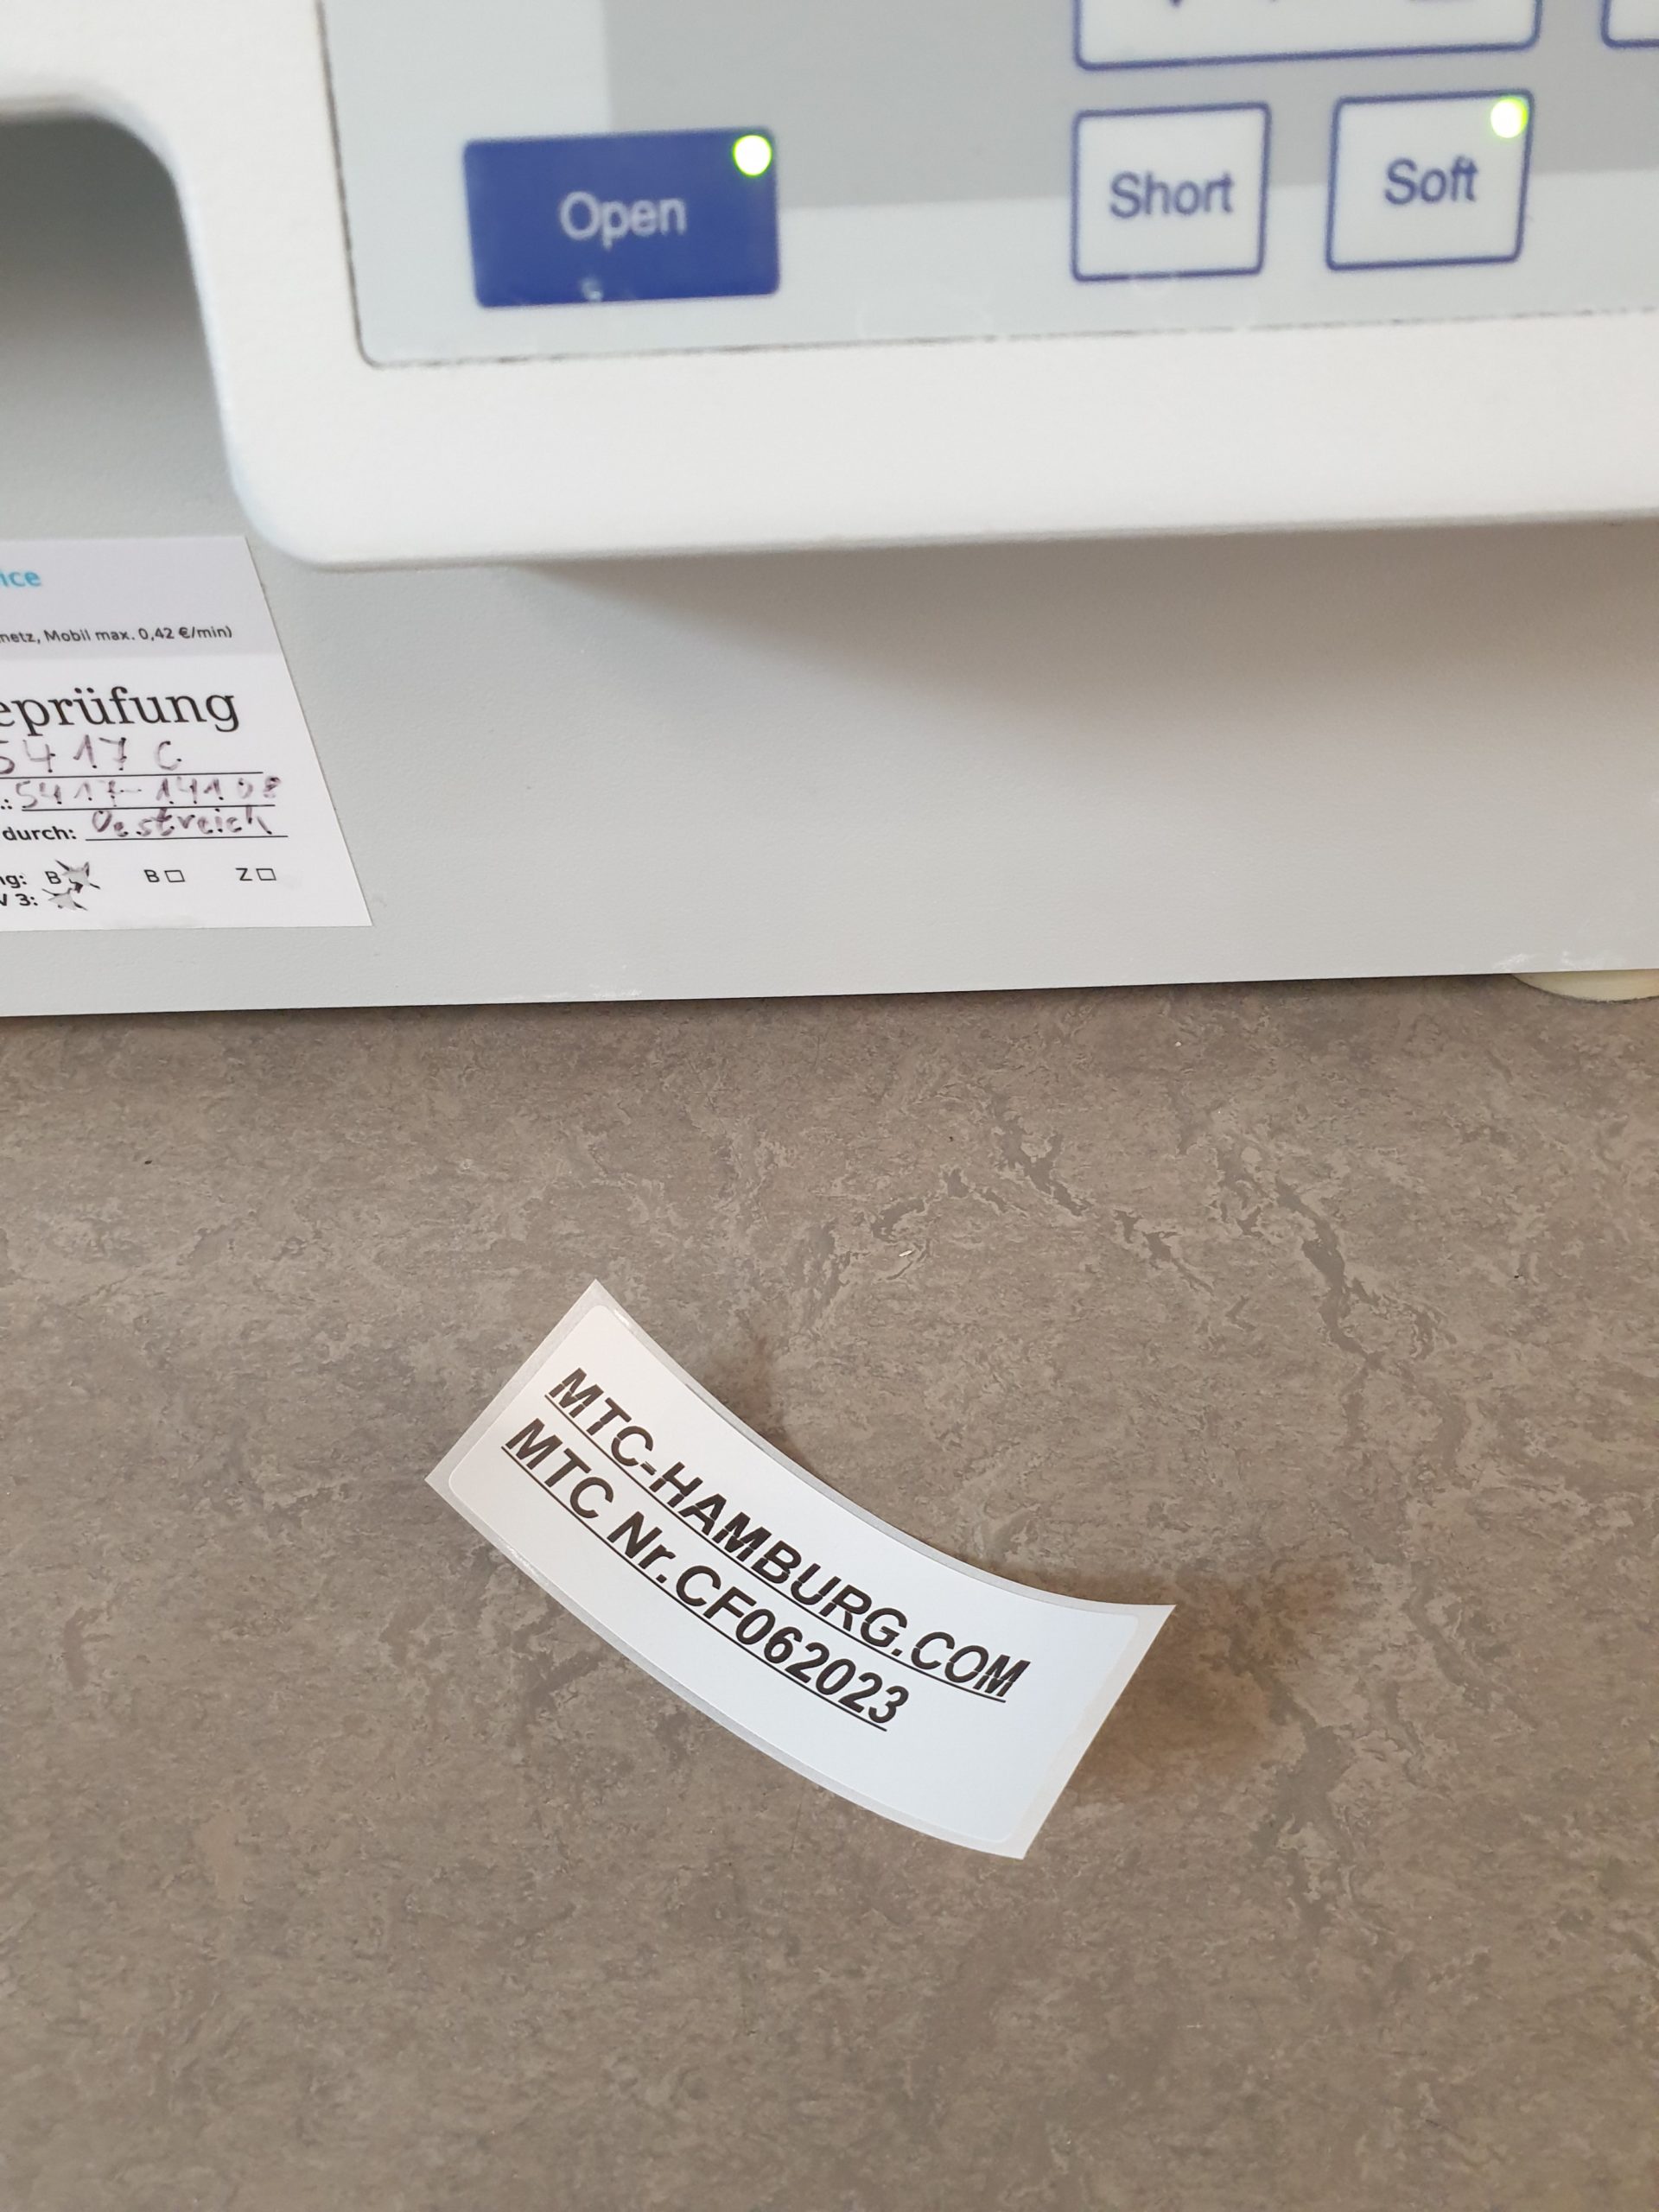 Open
Short
Soft
ice
netz, Mobil max. 0,42 €/min)
eprüfung
5417 C
.: 5417-14108
durch: Oestreich
ng: B B☐ Z☐
V 3:
MTC-HAMBURG.COM
MTC Nr.CF062023